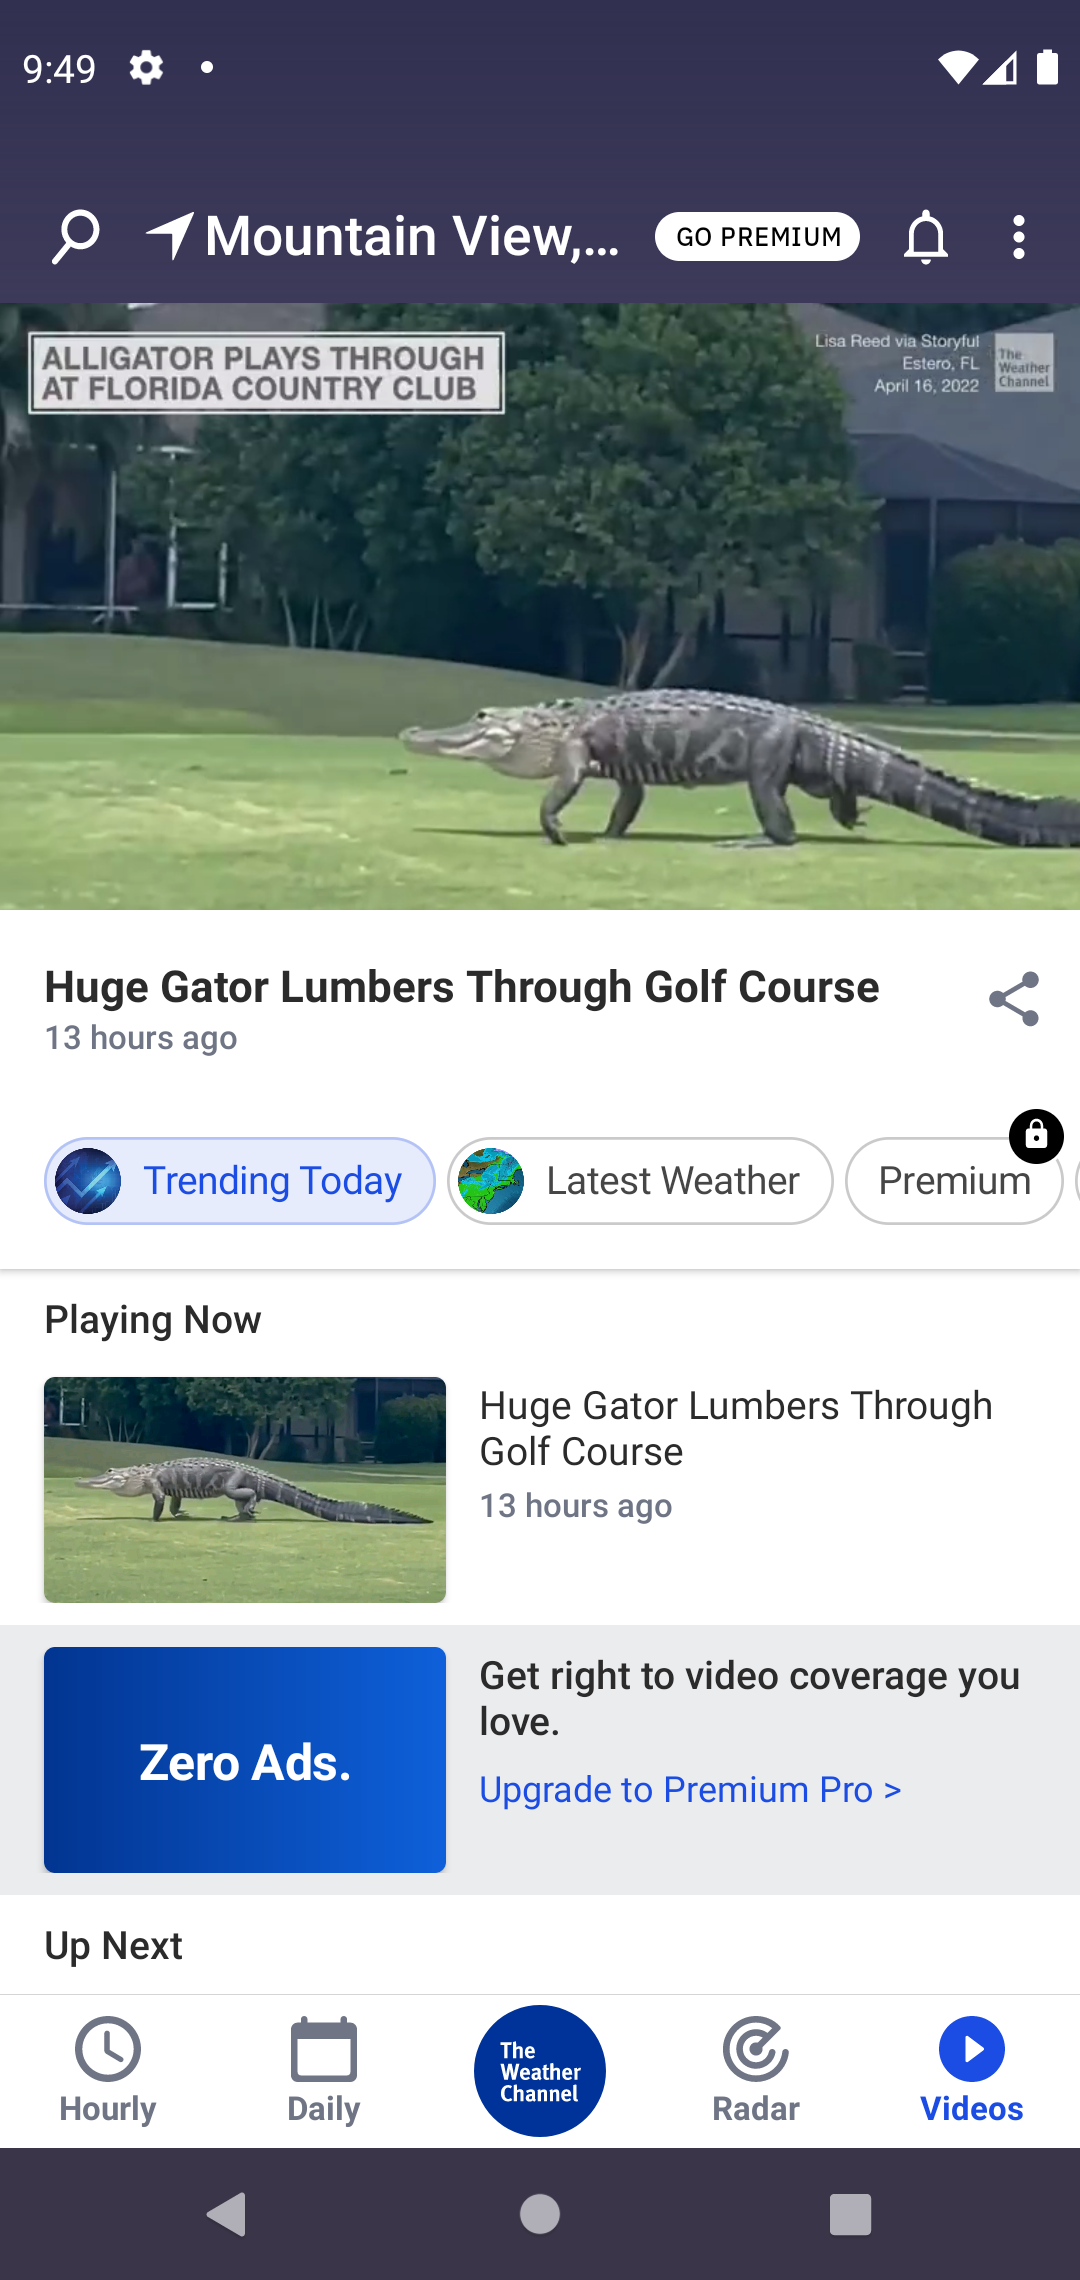 9:49
Mountain View,...
GO PREMIUM
ALLIGATOR PLAYS THROUGH
AT FLORIDA COUNTRY CLUB
Lisa Reed via Storyful
Estero, FL
April 16, 2022
The
Weather
Channel
Huge Gator Lumbers Through Golf Course
13 hours ago
Trending Today
Latest Weather
Premium
Playing Now
Huge Gator Lumbers Through
Golf Course
13 hours ago
Zero Ads.
Get right to video coverage you
love.
Upgrade to Premium Pro >
Up Next
Hourly
Daily
The
Weather
Channel
Radar
Videos